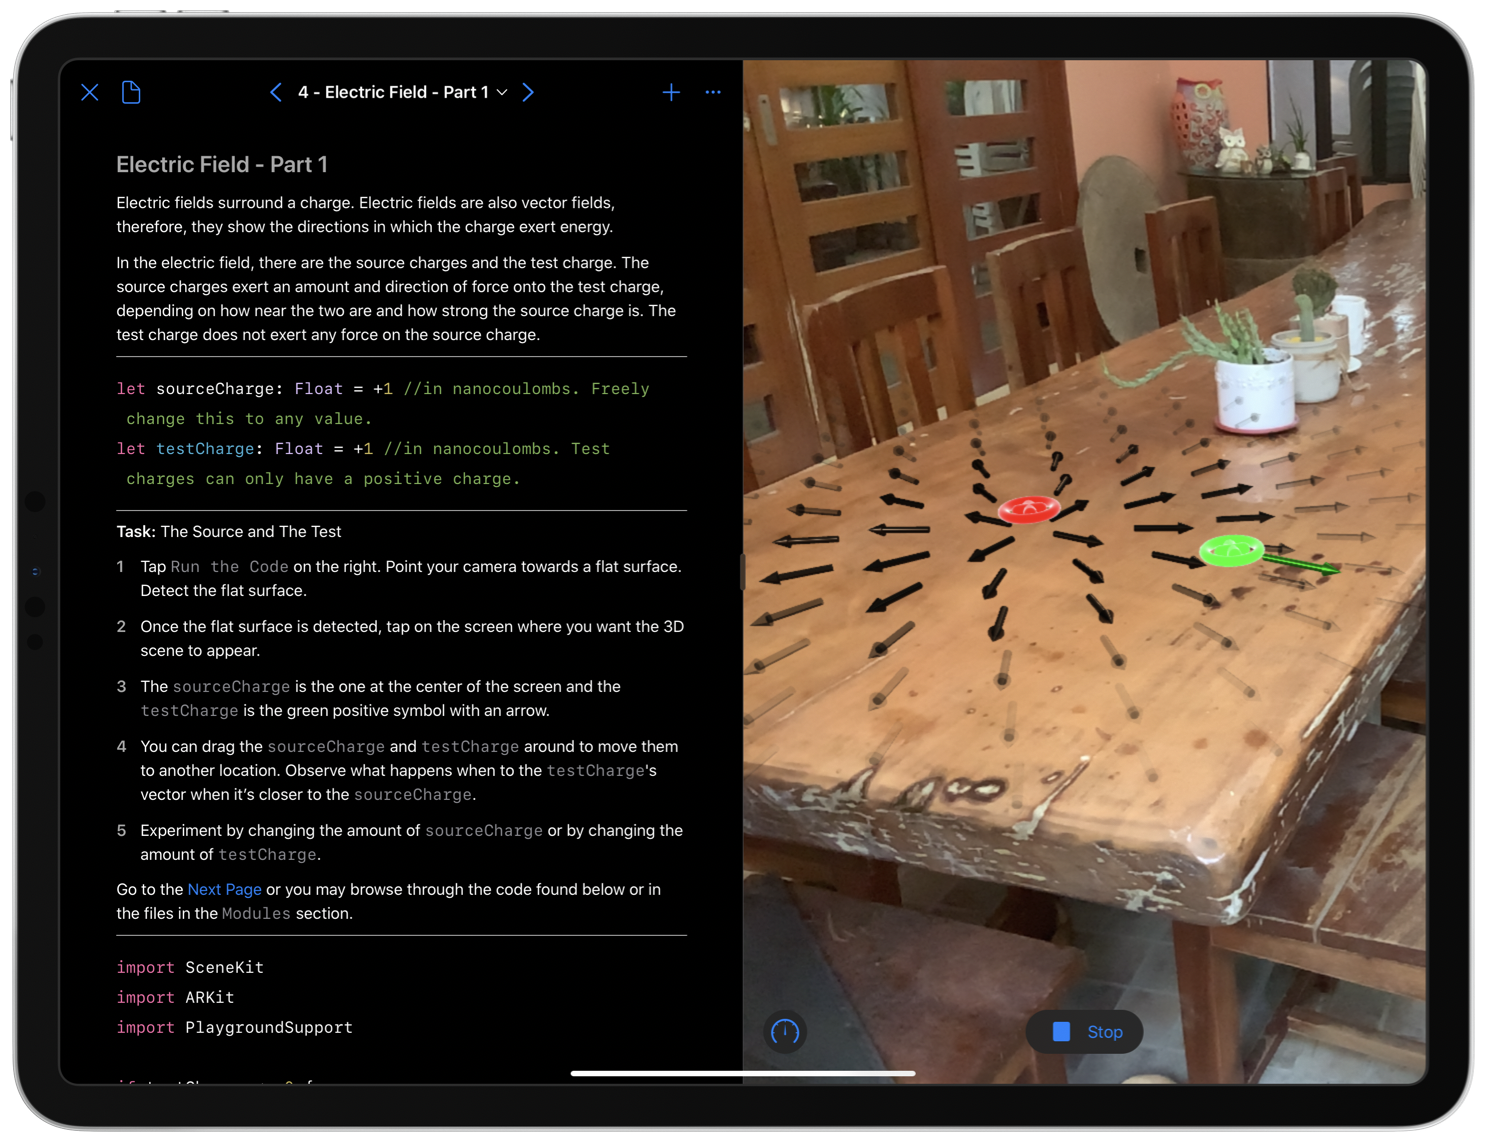 4 - Electric Field - Part 1
Electric Field - Part 1
Electric fields surround a charge. Electric fields are also vector fields,
therefore, they show the directions in which the charge exert energy.
In the electric field, there are the source charges and the test charge. The
source charges exert an amount and direction of force onto the test charge,
depending on how near the two are and how strong the source charge is. The
test charge does not exert any force on the source charge.
let sourceCharge: Float = +1 //in nanocoulombs. Freely
change this to any value.
let testCharge: Float = +1 //in nanocoulombs. Test
charges can only have a positive charge.
Task: The Source and The Test
1 Tap Run the Code on the right. Point your camera towards a flat surface.
Detect the flat surface.
2 Once the flat surface is detected, tap on the screen where you want the 3D
scene to appear.
3 The sourceCharge is the one at the center of the screen and the
testCharge is the green positive symbol with an arrow.
4 You can drag the sourceCharge and testCharge around to move them
to another location. Observe what happens when to the testCharge's
vector when it's closer to the sourceCharge.
5 Experiment by changing the amount of sourceCharge or by changing the
amount of testCharge.
Go to the Next Page or you may browse through the code found below or in
the files in the Modules section.
import SceneKit
import ARKit
import PlaygroundSupport
Stop